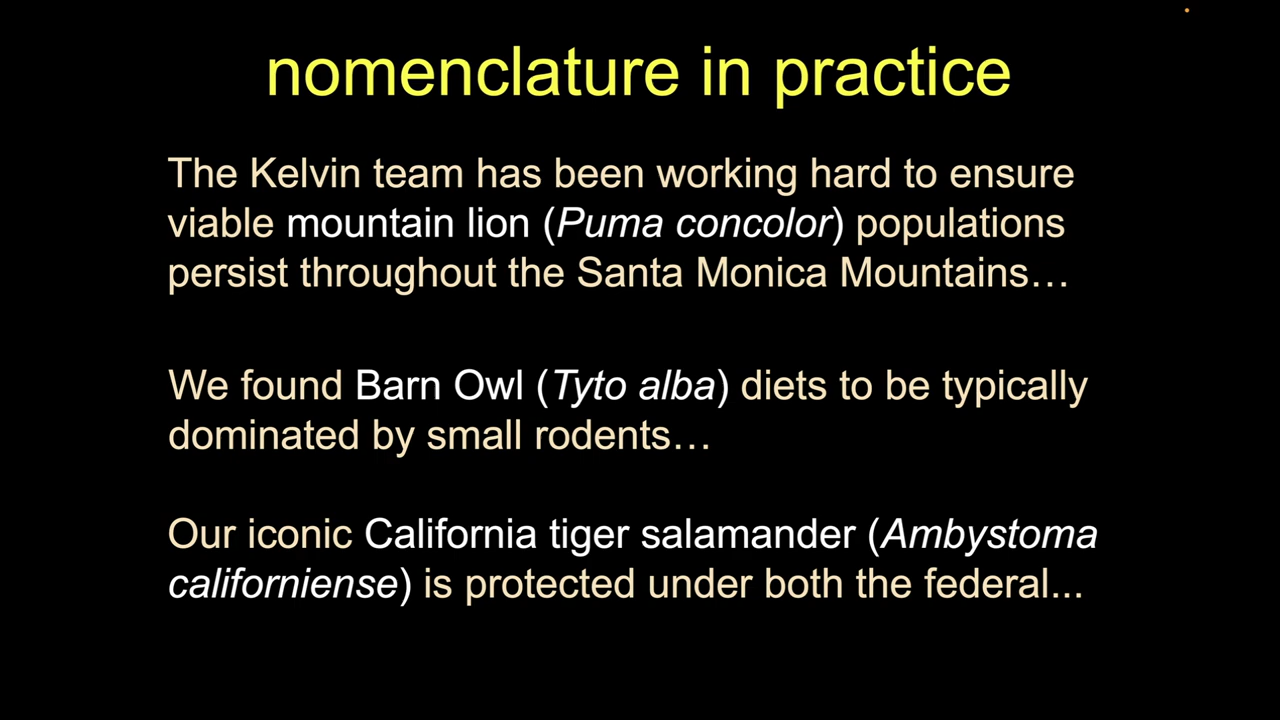 nomenclature in practice
The Kelvin team has been working hard to ensure
viable mountain lion (Puma concolor) populations
persist throughout the Santa Monica Mountains…
We found Barn Owl (Tyto alba) diets to be typically
dominated by small rodents…
Our iconic California tiger salamander (Ambystoma
californiense) is protected under both the federal...